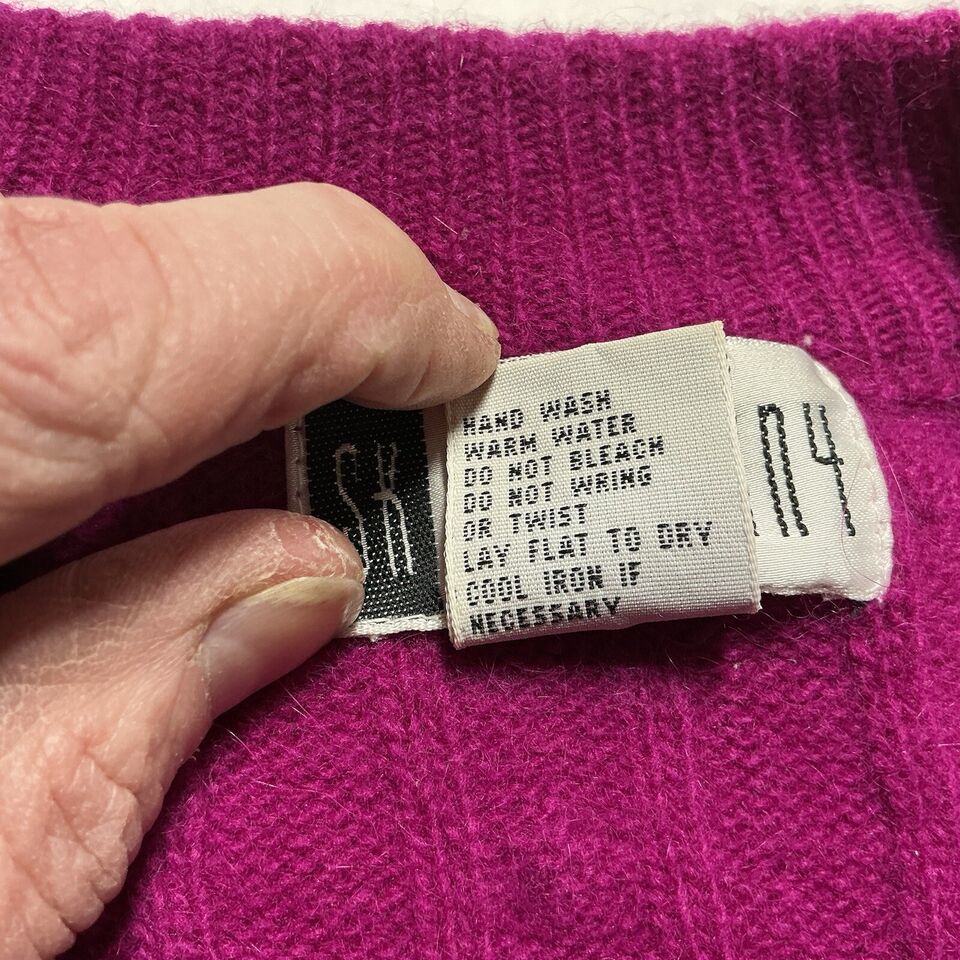 HAND WASH
WARM WATER
DO NOT BLEACH
DO NOT WRING
OR TWIST
LAY FLAT TO DRY
COOL IRON IF
NECESSARY